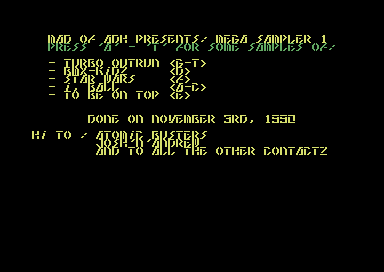 MAD OF ADH PRESENTS: MEGA SAMPLER 1
PRESS 'A' - 'T' FOR SOME SAMPLES OF:
- TURBO OUTRUN
- BMX-KIDZ <D>
- STAR WARS
- I, BALL <A-C>
- TO BE ON TOP <E>
DONE ON NOVEMBER 3RD, 1990
Hi TO : ATOMIC BUSTERS
JOSH-N'ANDREW
AND TO ALL THE OTHER CONTACTZ